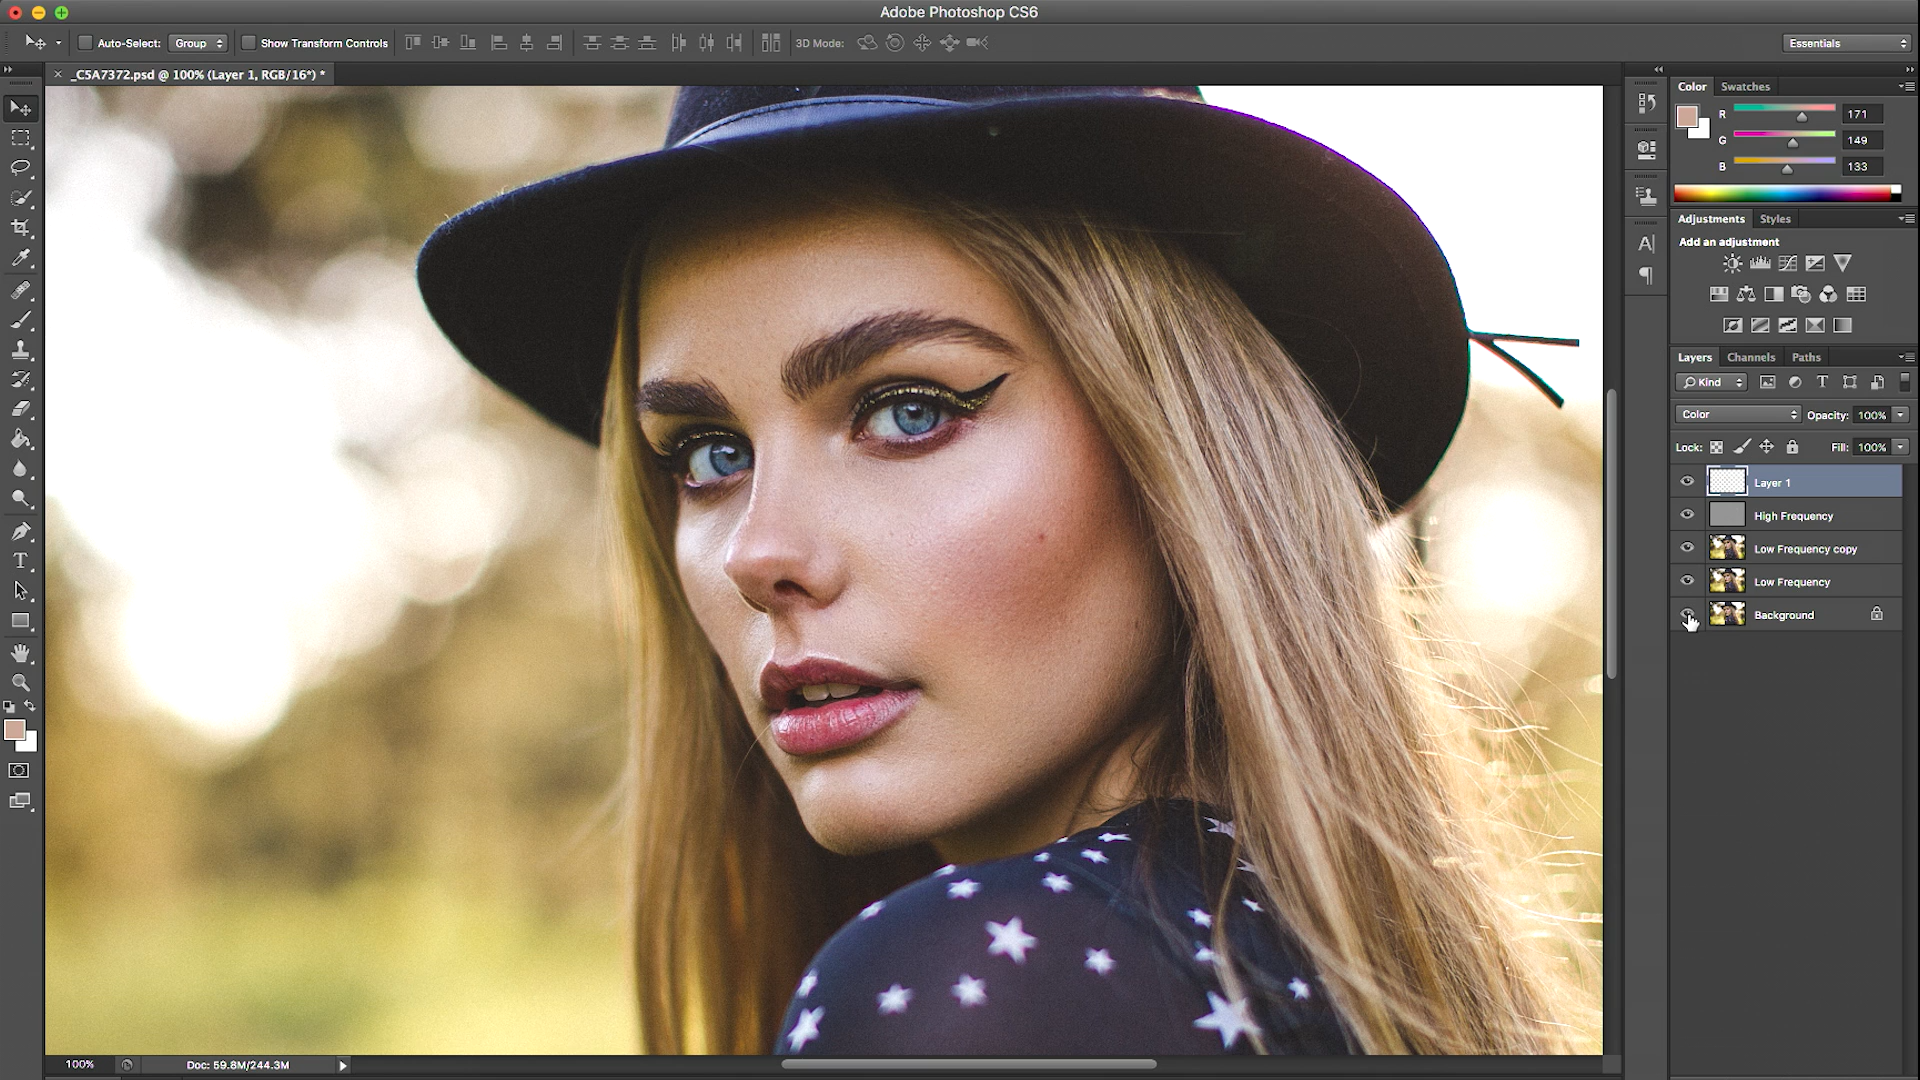 Adobe Photoshop CS6
Auto-Select: Group Show Transform Controls 3D Mode: Essentials
_C5A7372.psd @ 100% (Layer 1, RGB/16*) *
Color Swatches
R 171
G 149
B 133
Adjustments Styles
Add an adjustment
Layers Channels Paths
Kind
Color Opacity: 100%
Lock: Fill: 100%
Layer 1
High Frequency
Low Frequency copy
Low Frequency
Background
100% Doc: 59.8M/244.3M